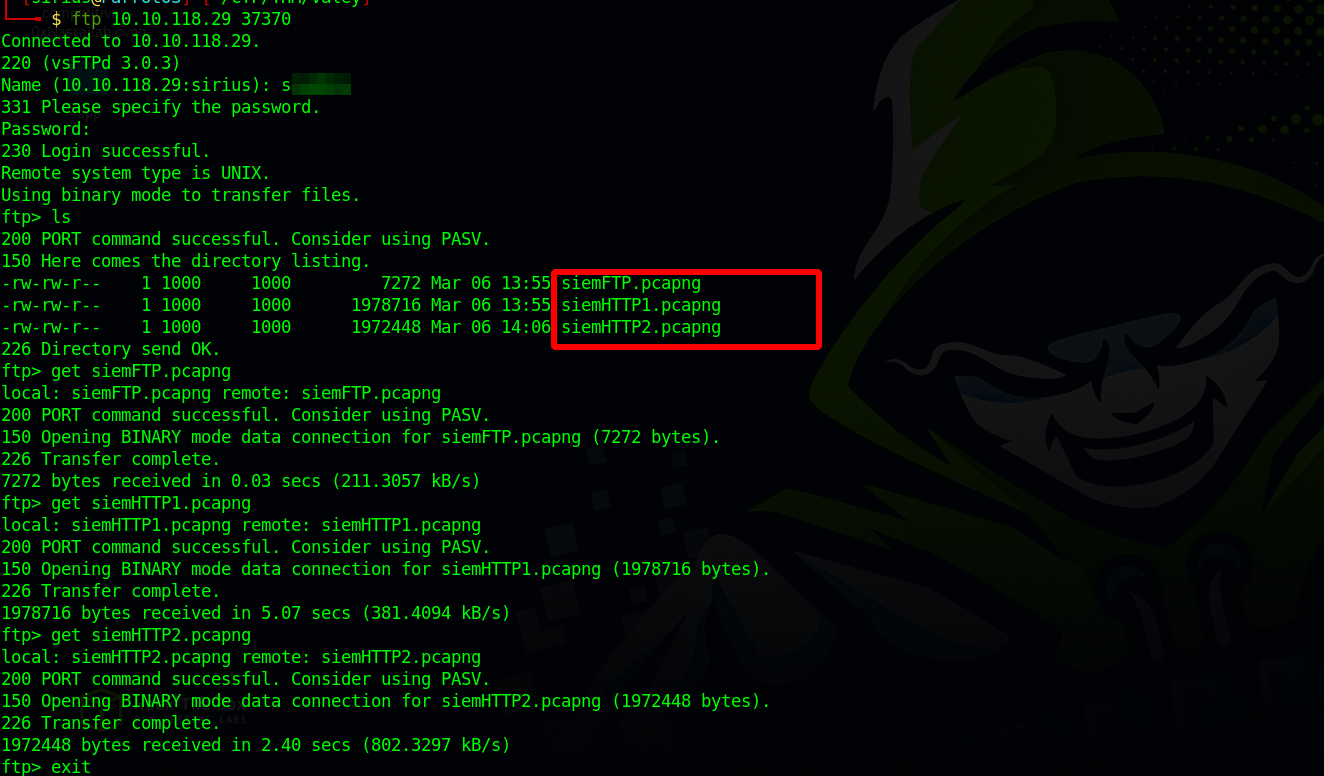 $ ftp 10.10.118.29 37370
Connected to 10.10.118.29.
220 (vsFTPd 3.0.3)
Name (10.10.118.29:sirius): s
331 Please specify the password.
Password:
230 Login successful.
Remote system type is UNIX.
Using binary mode to transfer files.
ftp> ls
200 PORT command successful. Consider using PASV.
150 Here comes the directory listing.
-rw-rw-r--    1 1000     1000         7272 Mar 06 13:55 siemFTP.pcapng
-rw-rw-r--    1 1000     1000      1978716 Mar 06 13:55 siemHTTP1.pcapng
-rw-rw-r--    1 1000     1000      1972448 Mar 06 14:06 siemHTTP2.pcapng
226 Directory send OK.
ftp> get siemFTP.pcapng
local: siemFTP.pcapng remote: siemFTP.pcapng
200 PORT command successful. Consider using PASV.
150 Opening BINARY mode data connection for siemFTP.pcapng (7272 bytes).
226 Transfer complete.
7272 bytes received in 0.03 secs (211.3057 kB/s)
ftp> get siemHTTP1.pcapng
local: siemHTTP1.pcapng remote: siemHTTP1.pcapng
200 PORT command successful. Consider using PASV.
150 Opening BINARY mode data connection for siemHTTP1.pcapng (1978716 bytes).
226 Transfer complete.
1978716 bytes received in 5.07 secs (381.4094 kB/s)
ftp> get siemHTTP2.pcapng
local: siemHTTP2.pcapng remote: siemHTTP2.pcapng
200 PORT command successful. Consider using PASV.
150 Opening BINARY mode data connection for siemHTTP2.pcapng (1972448 bytes).
226 Transfer complete.
1972448 bytes received in 2.40 secs (802.3297 kB/s)
ftp> exit